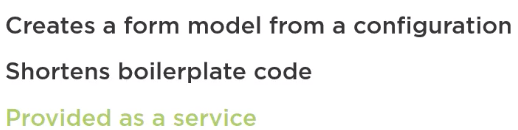 Creates a form model from a configuration
Shortens boilerplate code
Provided as a service